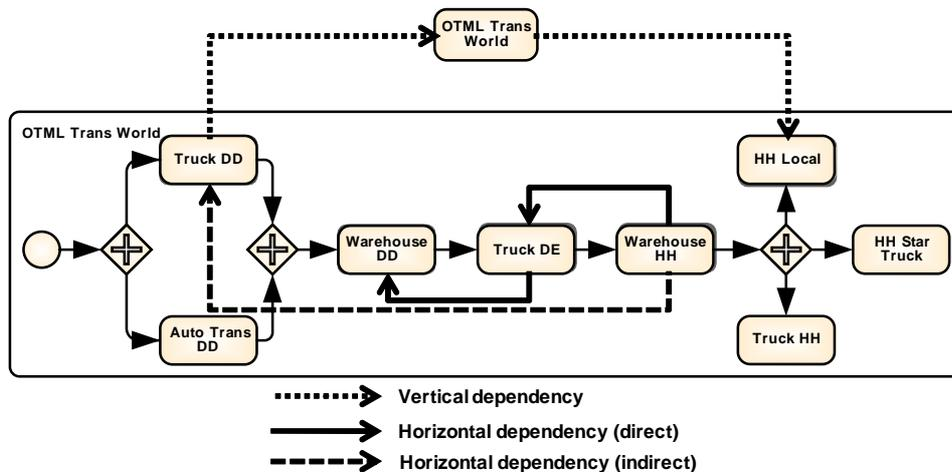 OTML Trans
World
OTML Trans World
Truck DD
HH Local
Warehouse
DD
Truck DE
Warehouse
HH
HH Star
Truck
Auto Trans
DD
Truck HH
Vertical dependency
Horizontal dependency (direct)
Horizontal dependency (indirect)